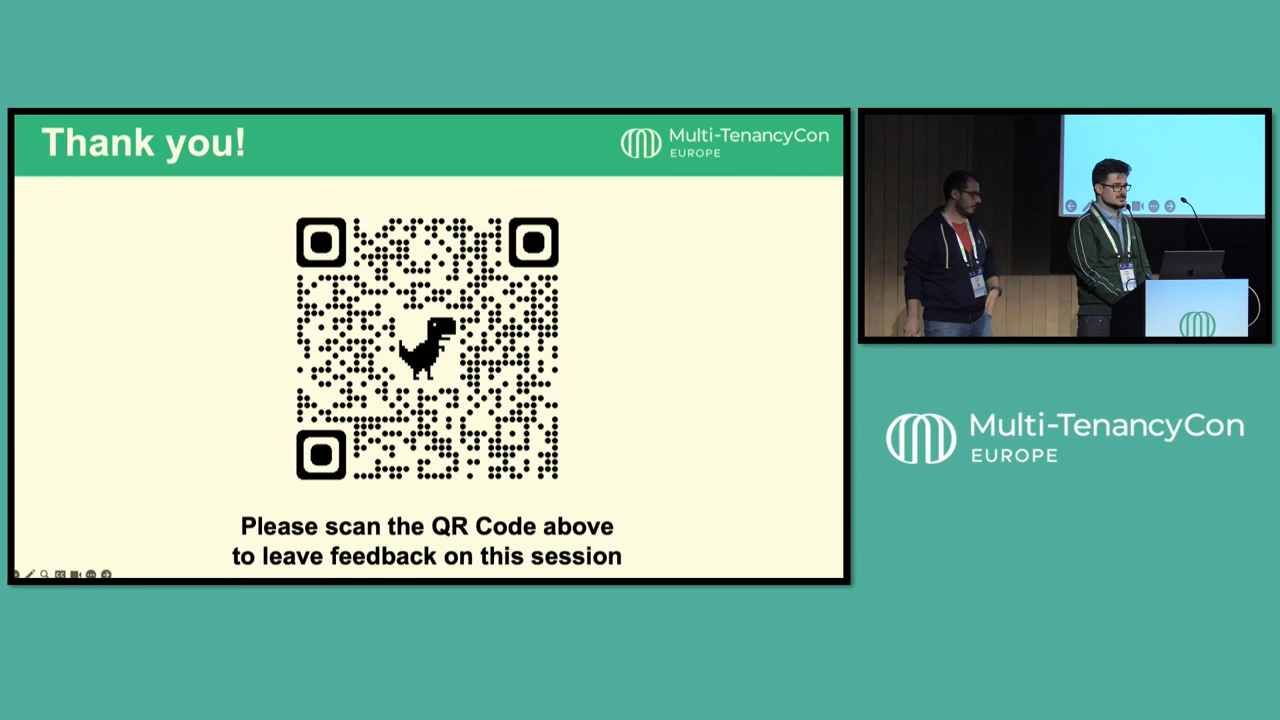 Thank you!
Multi-TenancyCon
EUROPE
Please scan the QR Code above
to leave feedback on this session
Multi-TenancyCon
EUROPE